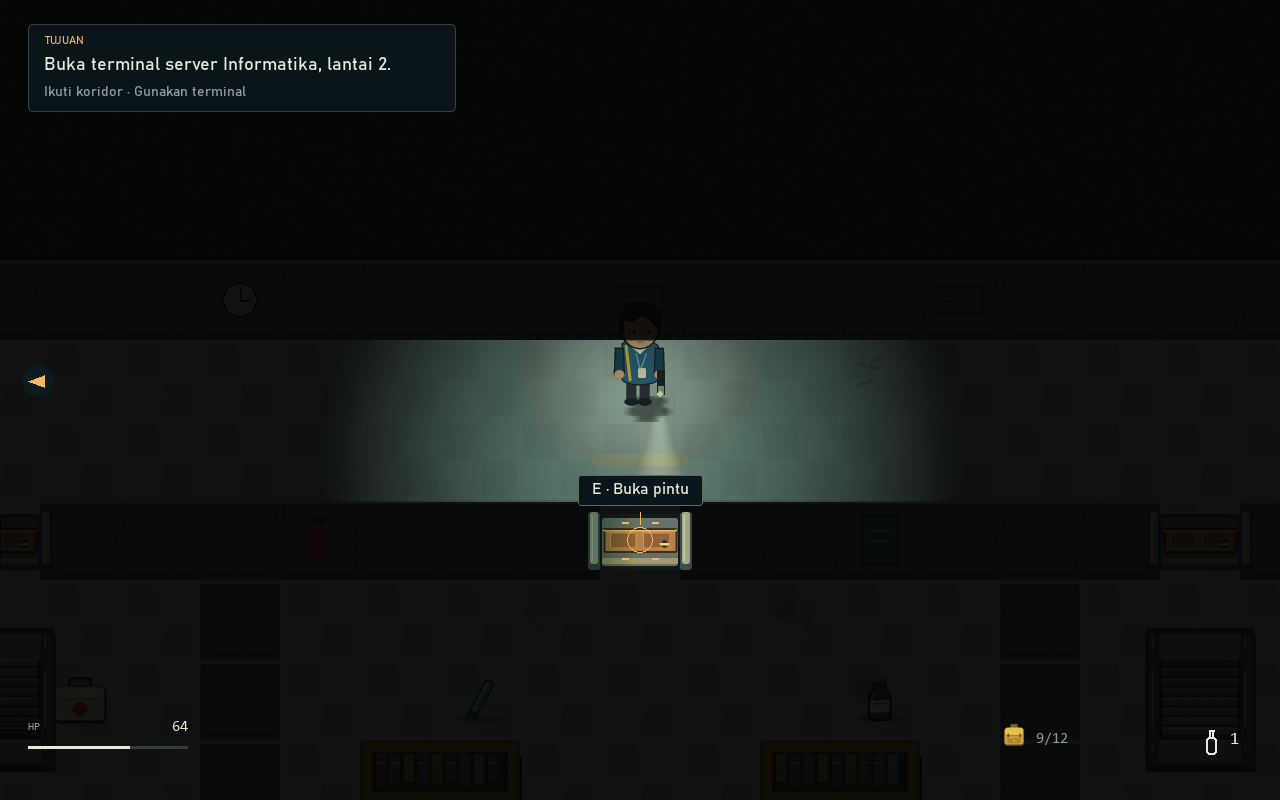 TUJUAN
Buka terminal server Informatika, lantai 2.
Ikuti koridor · Gunakan terminal
E · Buka pintu
HP
64
9/12
1